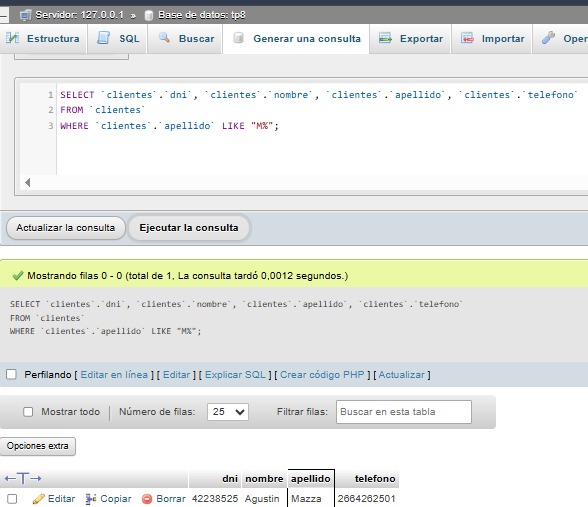 Servidor: 127.0.0.1 » Base de datos: tp8
Estructura SQL Buscar Generar una consulta Exportar Importar Oper
1 SELECT `clientes`.`dni`, `clientes`.`nombre`, `clientes`.`apellido`, `clientes`.`telefono`
2 FROM `clientes`
3 WHERE `clientes`.`apellido` LIKE "M%";
Actualizar la consulta Ejecutar la consulta
Mostrando filas 0 - 0 (total de 1, La consulta tardó 0,0012 segundos.)
SELECT `clientes`.`dni`, `clientes`.`nombre`, `clientes`.`apellido`, `clientes`.`telefono`
FROM `clientes`
WHERE `clientes`.`apellido` LIKE "M%";
Perfilando [ Editar en línea ] [ Editar ] [ Explicar SQL ] [ Crear código PHP ] [ Actualizar ]
Mostrar todo | Número de filas: 25 Filtrar filas: Buscar en esta tabla
Opciones extra
←T→ dni nombre apellido telefono
Editar Copiar Borrar 42238525 Agustin Mazza 2664262501